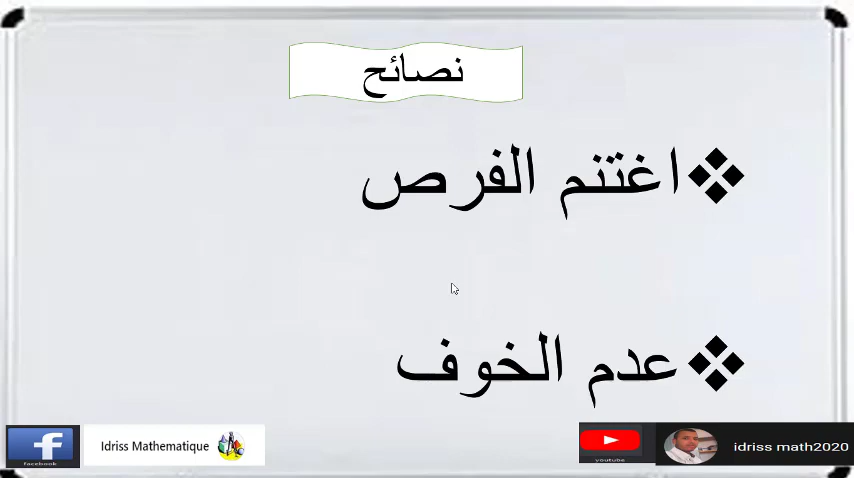 نصائح
❖اغتنم الفرص
❖عدم الخوف
facebook
Idriss Mathematique
youtube
idriss math2020